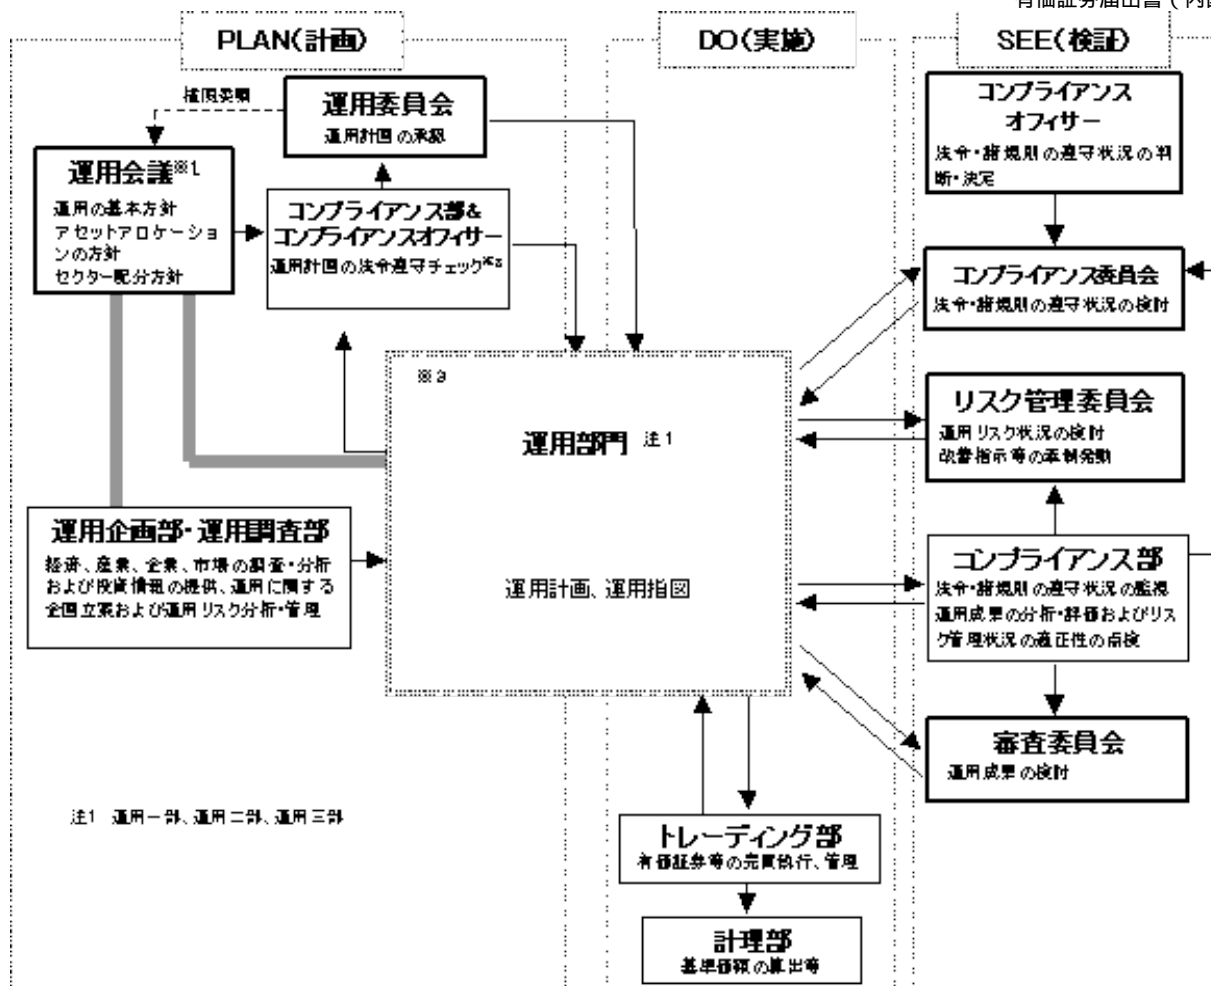 PLAN(計画)
DO(実施)
SEE(検証)
権限委嘱
運用委員会
運用計画の承認
運用会議※1
運用の基本方針
アセットアロケーショ
ンの方針
セクター配分方針
コンプライアンス部&
コンプライアンスオフィサー
運用計画の法令遵守チェック※2
※3
運用部門 注1
運用計画、運用指図
運用企画部・運用調査部
経済、産業、企業、市場の調査・分析
および投資情報の提供、運用に関する
企画立案および運用リスク分析・管理
注1 運用一部、運用二部、運用三部
トレーディング部
有価証券等の売買執行、管理
計理部
基準価額の算出等
コンプライアンス
オフィサー
法令・諸規則の遵守状況の判
断・決定
コンプライアンス委員会
法令・諸規則の遵守状況の検討
リスク管理委員会
運用リスク状況の検討
改善指示等の牽制発動
コンプライアンス部
法令・諸規則の遵守状況の監視
運用成果の分析・評価およびリス
ク管理状況の適正性の点検
審査委員会
運用成果の検討